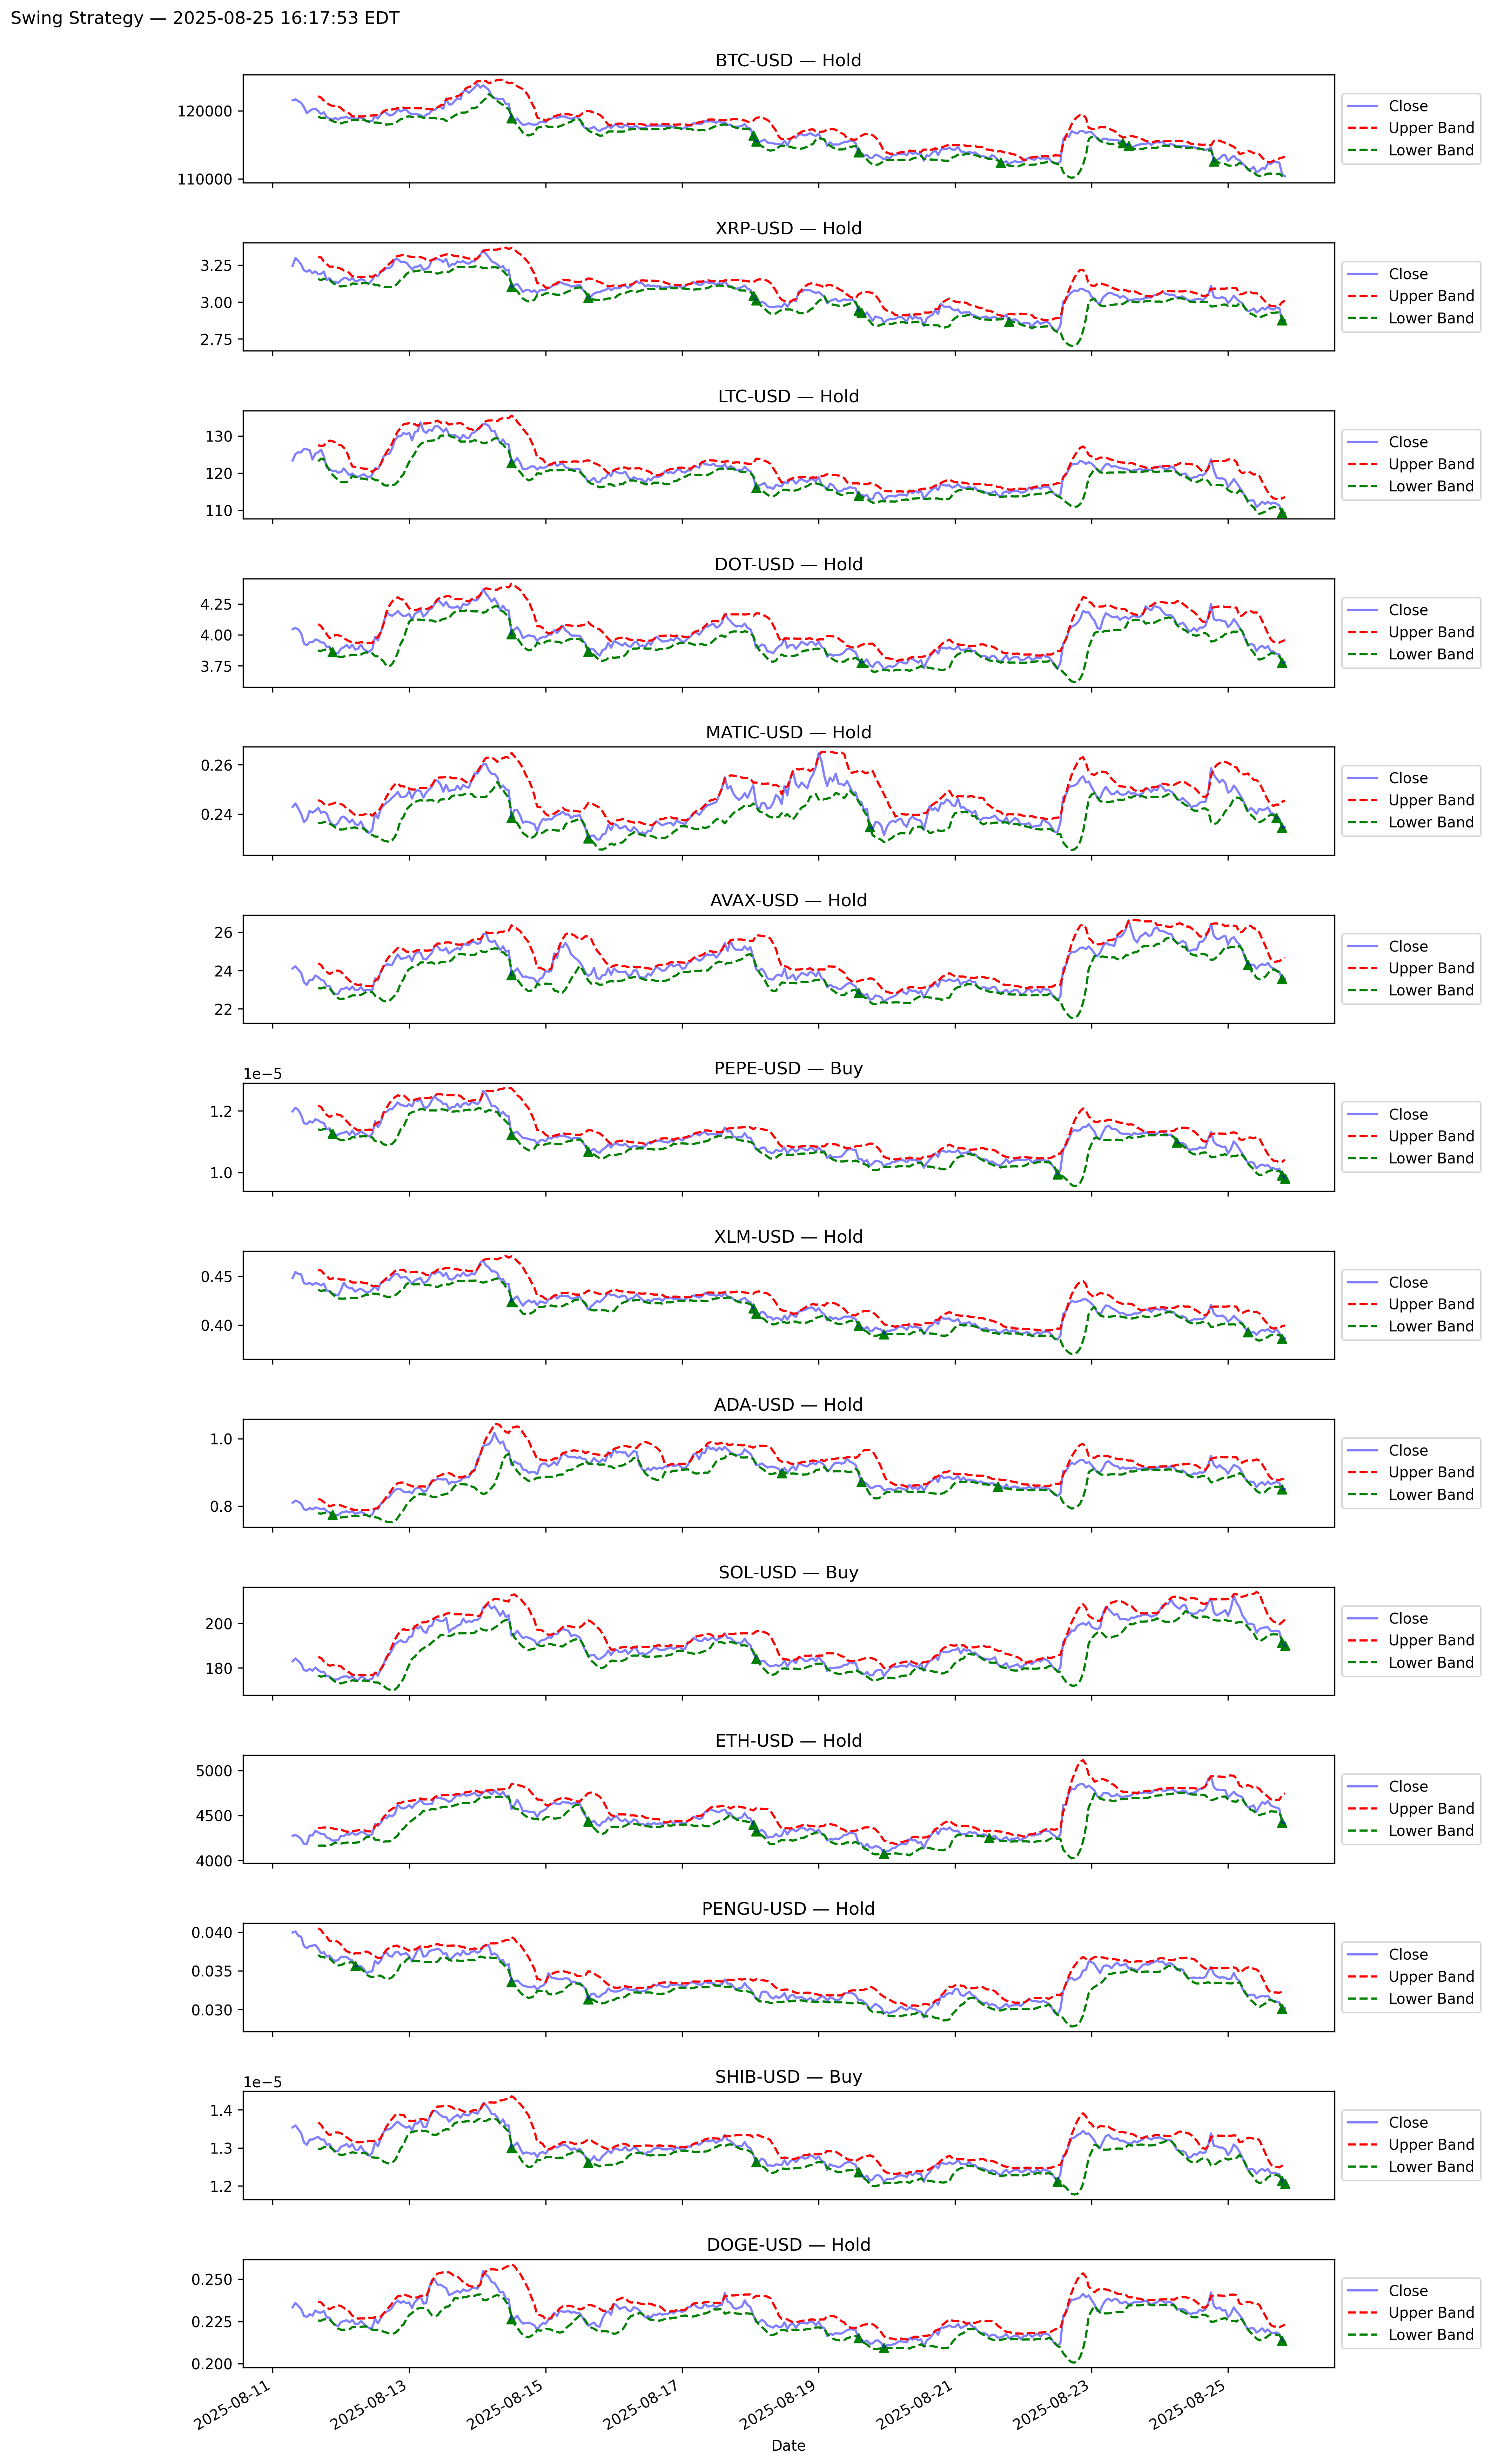 Swing Strategy — 2025-08-25 16:17:53 EDT
BTC-USD — Hold
120000
110000
Close
Upper Band
Lower Band
XRP-USD — Hold
3.25
3.00
2.75
Close
Upper Band
Lower Band
LTC-USD — Hold
130
120
110
Close
Upper Band
Lower Band
DOT-USD — Hold
4.25
4.00
3.75
Close
Upper Band
Lower Band
MATIC-USD — Hold
0.26
0.24
Close
Upper Band
Lower Band
AVAX-USD — Hold
26
24
22
Close
Upper Band
Lower Band
PEPE-USD — Buy
1e−5
1.2
1.0
Close
Upper Band
Lower Band
XLM-USD — Hold
0.45
0.40
Close
Upper Band
Lower Band
ADA-USD — Hold
1.0
0.8
Close
Upper Band
Lower Band
SOL-USD — Buy
200
180
Close
Upper Band
Lower Band
ETH-USD — Hold
5000
4500
4000
Close
Upper Band
Lower Band
PENGU-USD — Hold
0.040
0.035
0.030
Close
Upper Band
Lower Band
SHIB-USD — Buy
1e−5
1.4
1.3
1.2
Close
Upper Band
Lower Band
DOGE-USD — Hold
0.250
0.225
0.200
Close
Upper Band
Lower Band
2025-08-11
2025-08-13
2025-08-15
2025-08-17
2025-08-19
2025-08-21
2025-08-23
2025-08-25
Date